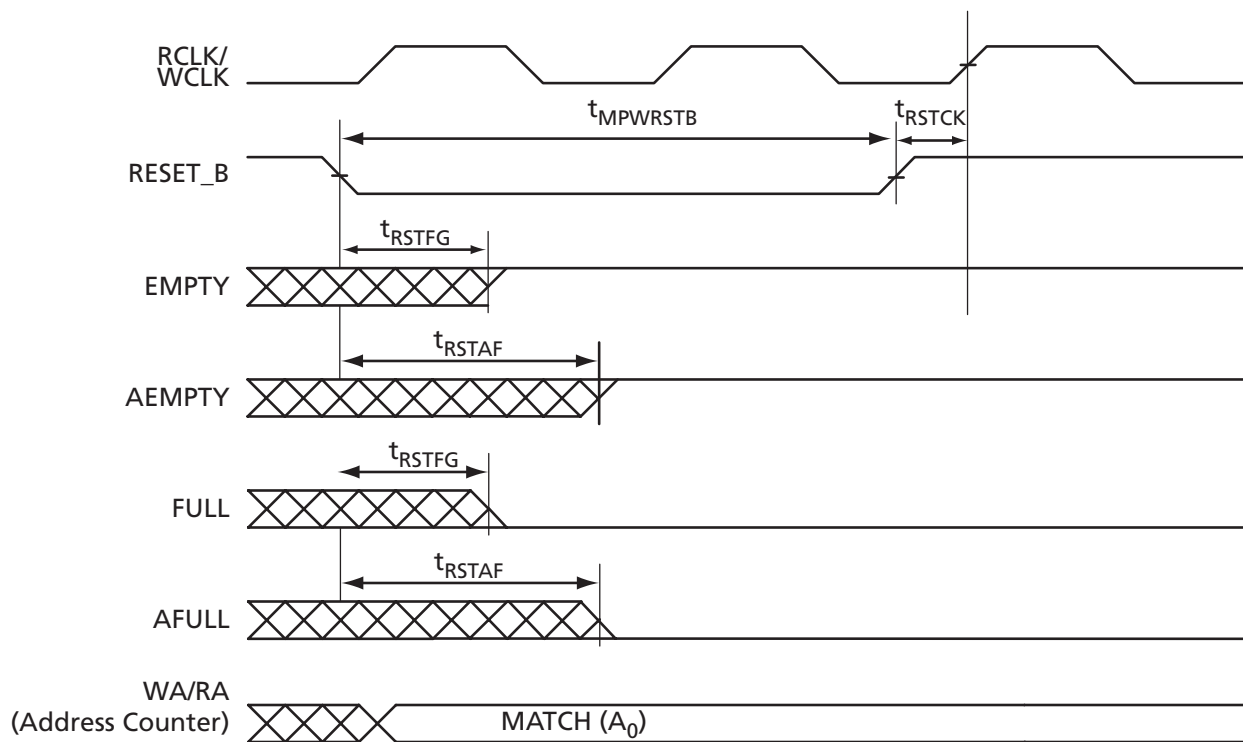 RCLK/
WCLK
tMPWRSTB
tRSTCK
RESET_B
tRSTFG
EMPTY
tRSTAF
AEMPTY
tRSTFG
FULL
tRSTAF
AFULL
WA/RA
(Address Counter)
MATCH (A0)